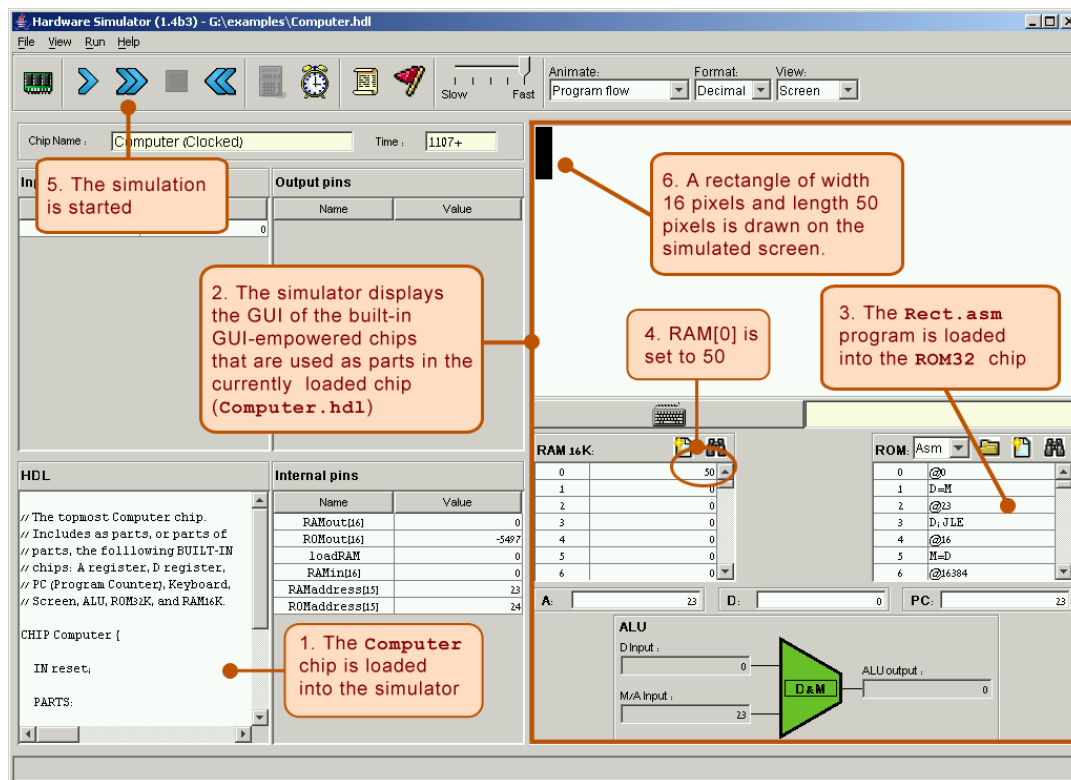 Hardware Simulator (1.4b3) - G:\examples\Computer.hdl
File View Run Help
Slow Fast
Animate:
Program flow
Format:
Decimal
View:
Screen
Chip Name : Computer (Clocked)
Time : 1107+
5. The simulation
is started
Output pins
Name Value
0
6. A rectangle of width
16 pixels and length 50
pixels is drawn on the
simulated screen.
2. The simulator displays
the GUI of the built-in
GUI-empowered chips
that are used as parts in the
currently loaded chip
(Computer.hdl)
4. RAM[0] is
set to 50
3. The Rect.asm
program is loaded
into the ROM32 chip
RAM 16K:
0 50
1 0
2 0
3 0
4 0
5 0
6 0
ROM: Asm
0 @0
1 D=M
2 @23
3 D;JLE
4 @16
5 M=D
6 @16384
HDL
// The topmost Computer chip.
// Includes as parts, or parts of
// parts, the folllowing BUILT-IN
// chips: A register, D register,
// PC (Program Counter), Keyboard,
// Screen, ALU, ROM32K, and RAM16K.
CHIP Computer {
IN reset;
PARTS:
Internal pins
Name Value
RAMout[16] 0
ROMout[16] -5497
loadRAM 0
RAMin[16] 0
RAMaddress[15] 23
ROMaddress[15] 24
1. The Computer
chip is loaded
into the simulator
A: 23 D: 0 PC: 23
ALU
D Input :
0
M/A Input :
23
D&M
ALU output :
0